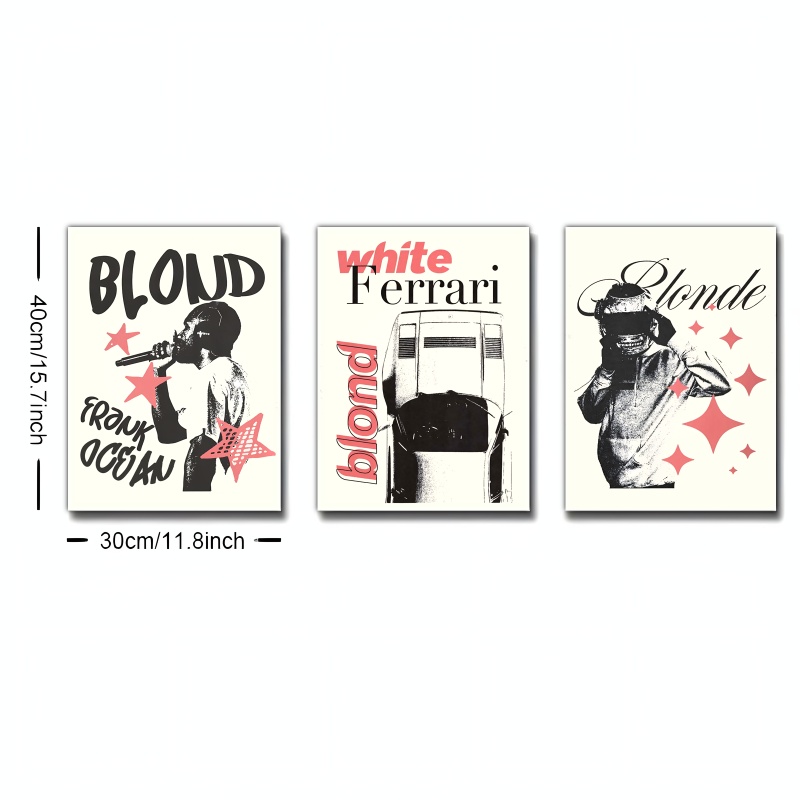 40cm/15.7inch
30cm/11.8inch
BLOND
FRANK
OCEAN
white
Ferrari
blond
Blonde